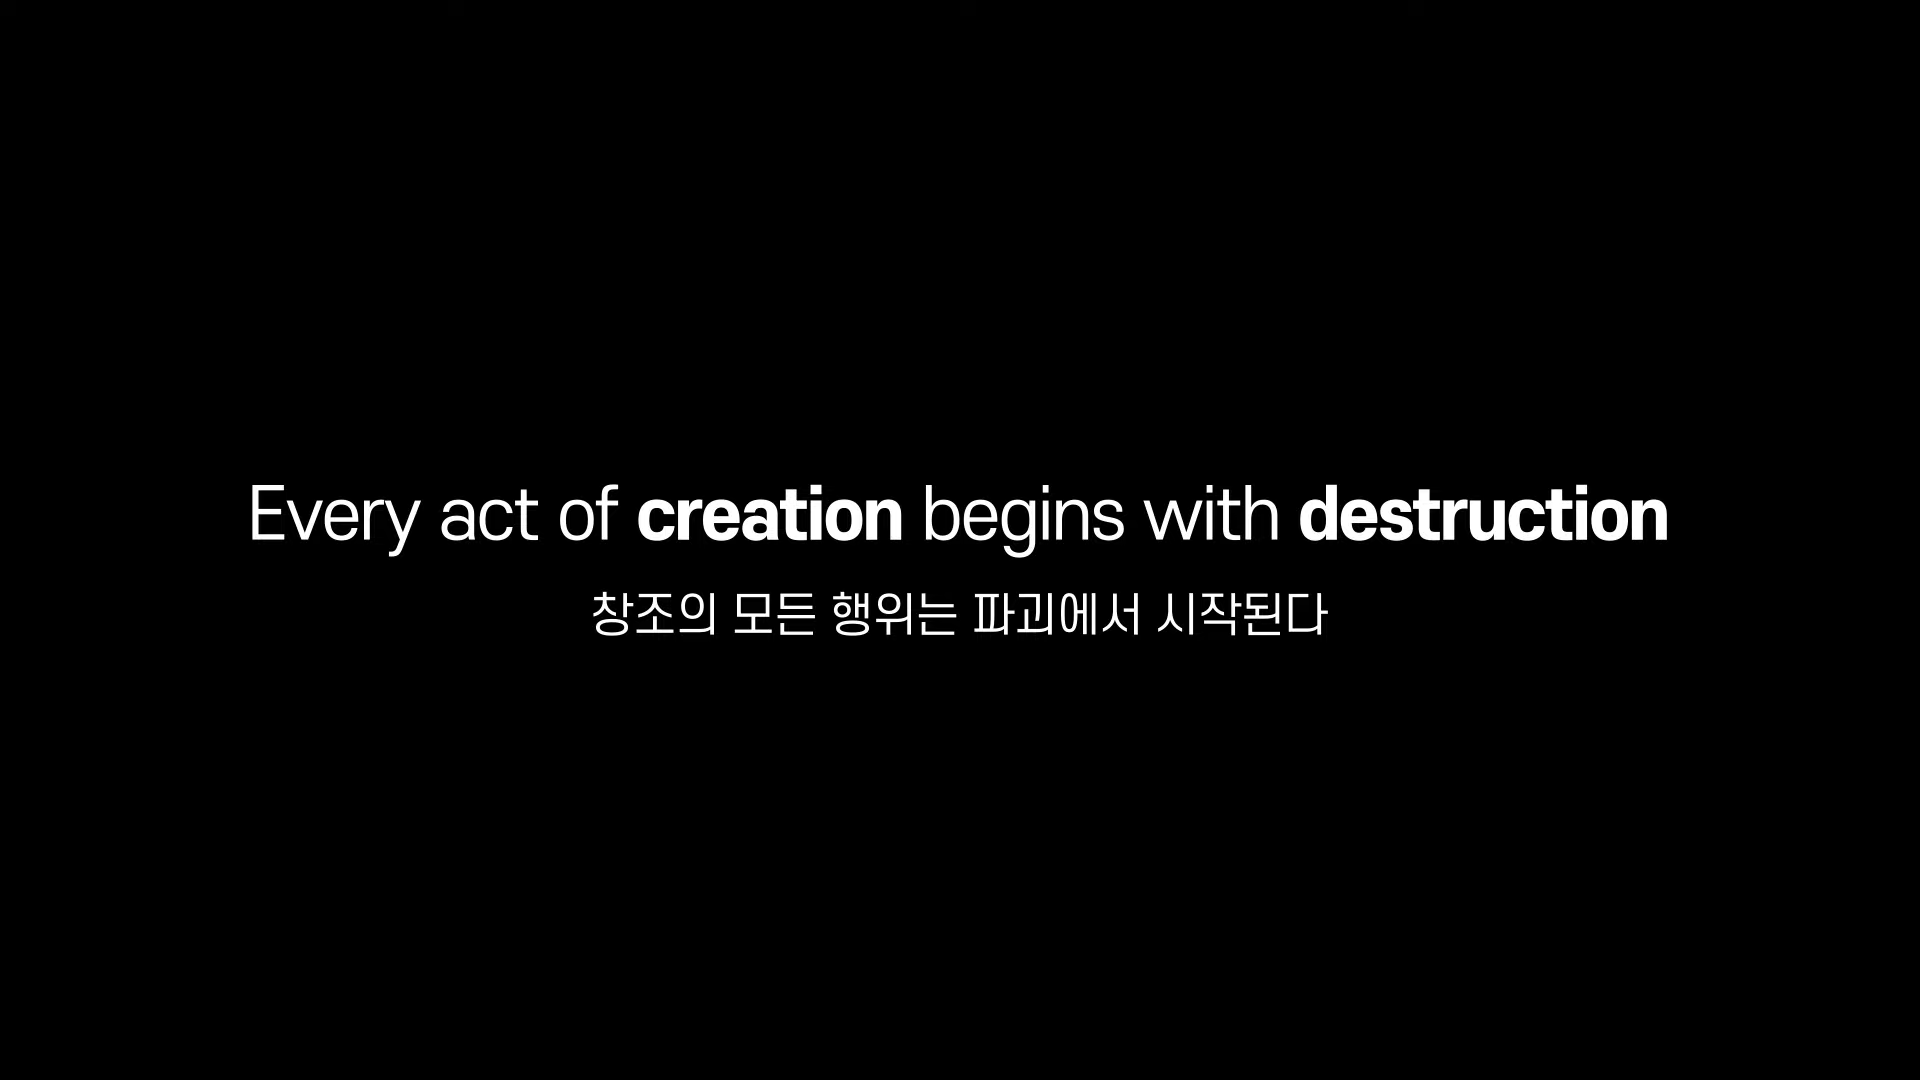 Every act of creation begins with destruction
창조의 모든 행위는 파괴에서 시작된다